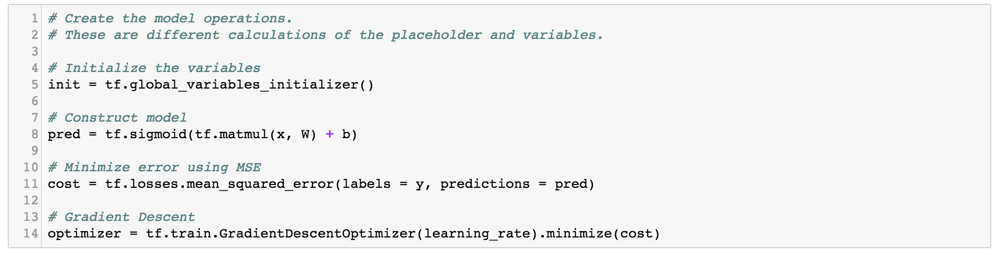 1 # Create the model operations.
2 # These are different calculations of the placeholder and variables.
3
4 # Initialize the variables
5 init = tf.global_variables_initializer()
6
7 # Construct model
8 pred = tf.sigmoid(tf.matmul(x, W) + b)
9
10 # Minimize error using MSE
11 cost = tf.losses.mean_squared_error(labels = y, predictions = pred)
12
13 # Gradient Descent
14 optimizer = tf.train.GradientDescentOptimizer(learning_rate).minimize(cost)